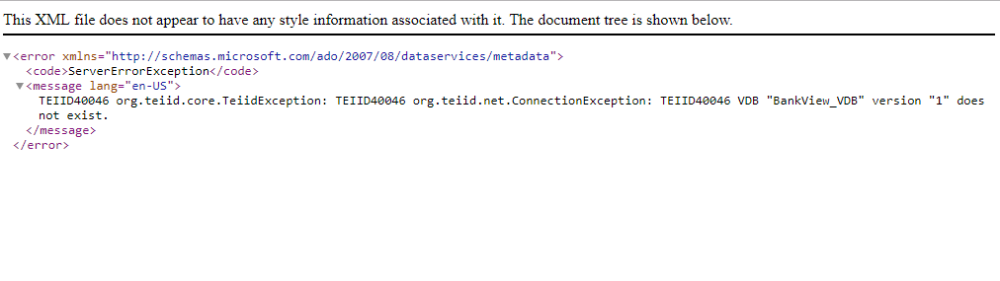 This XML file does not appear to have any style information associated with it. The document tree is shown below.
▼<error xmlns="http://schemas.microsoft.com/ado/2007/08/dataservices/metadata">
<code>ServerErrorException</code>
▼<message lang="en-US">
TEIID40046 org.teiid.core.TeiidException: TEIID40046 org.teiid.net.ConnectionException: TEIID40046 VDB "BankView_VDB" version "1" does
not exist.
</message>
</error>